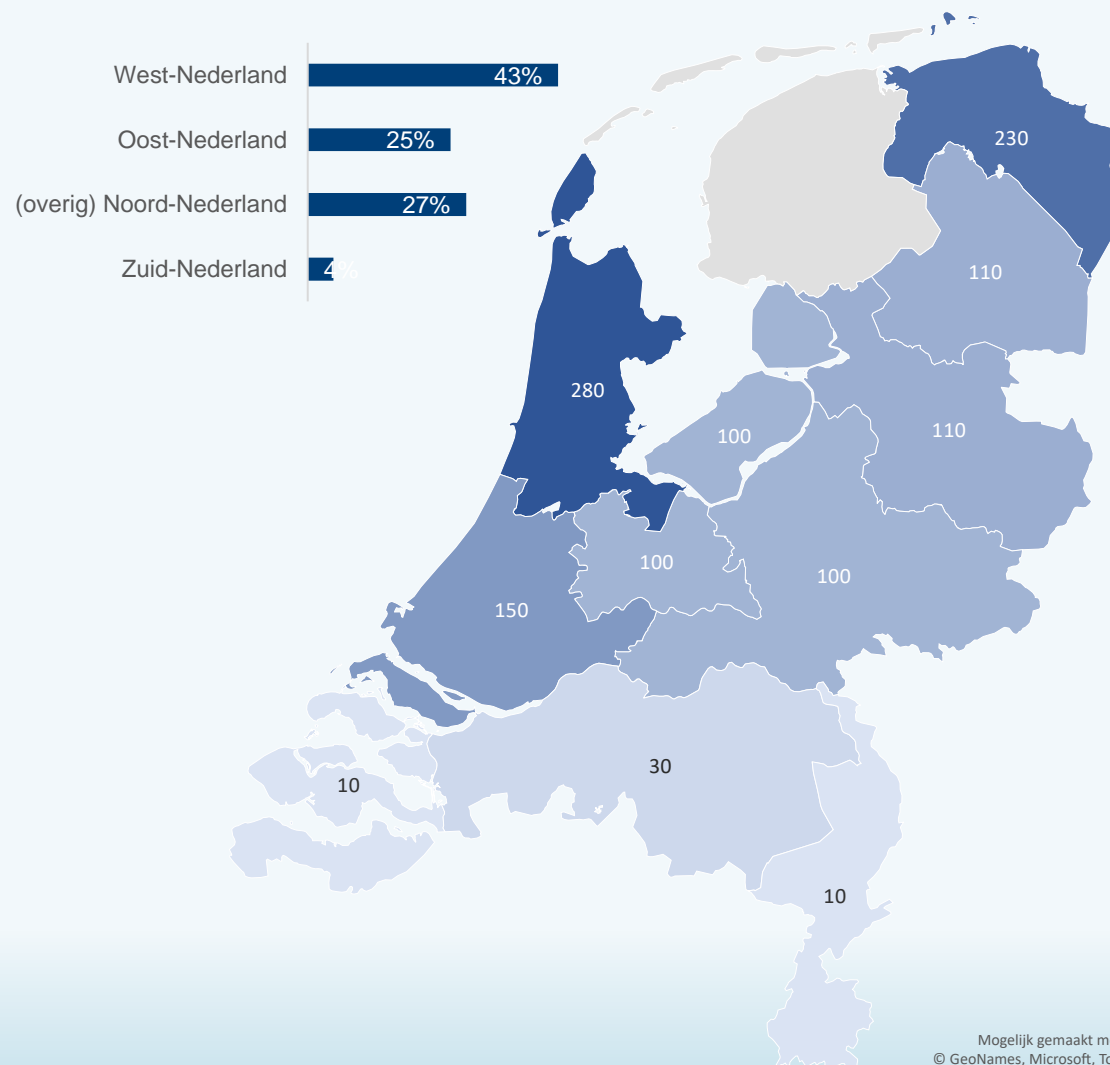 West-Nederland 43%
Oost-Nederland 25%
(overig) Noord-Nederland 27%
Zuid-Nederland 4%
230
110
280
100
110
100
100
150
30
10
10
Mogelijk gemaakt m
© GeoNames, Microsoft, To